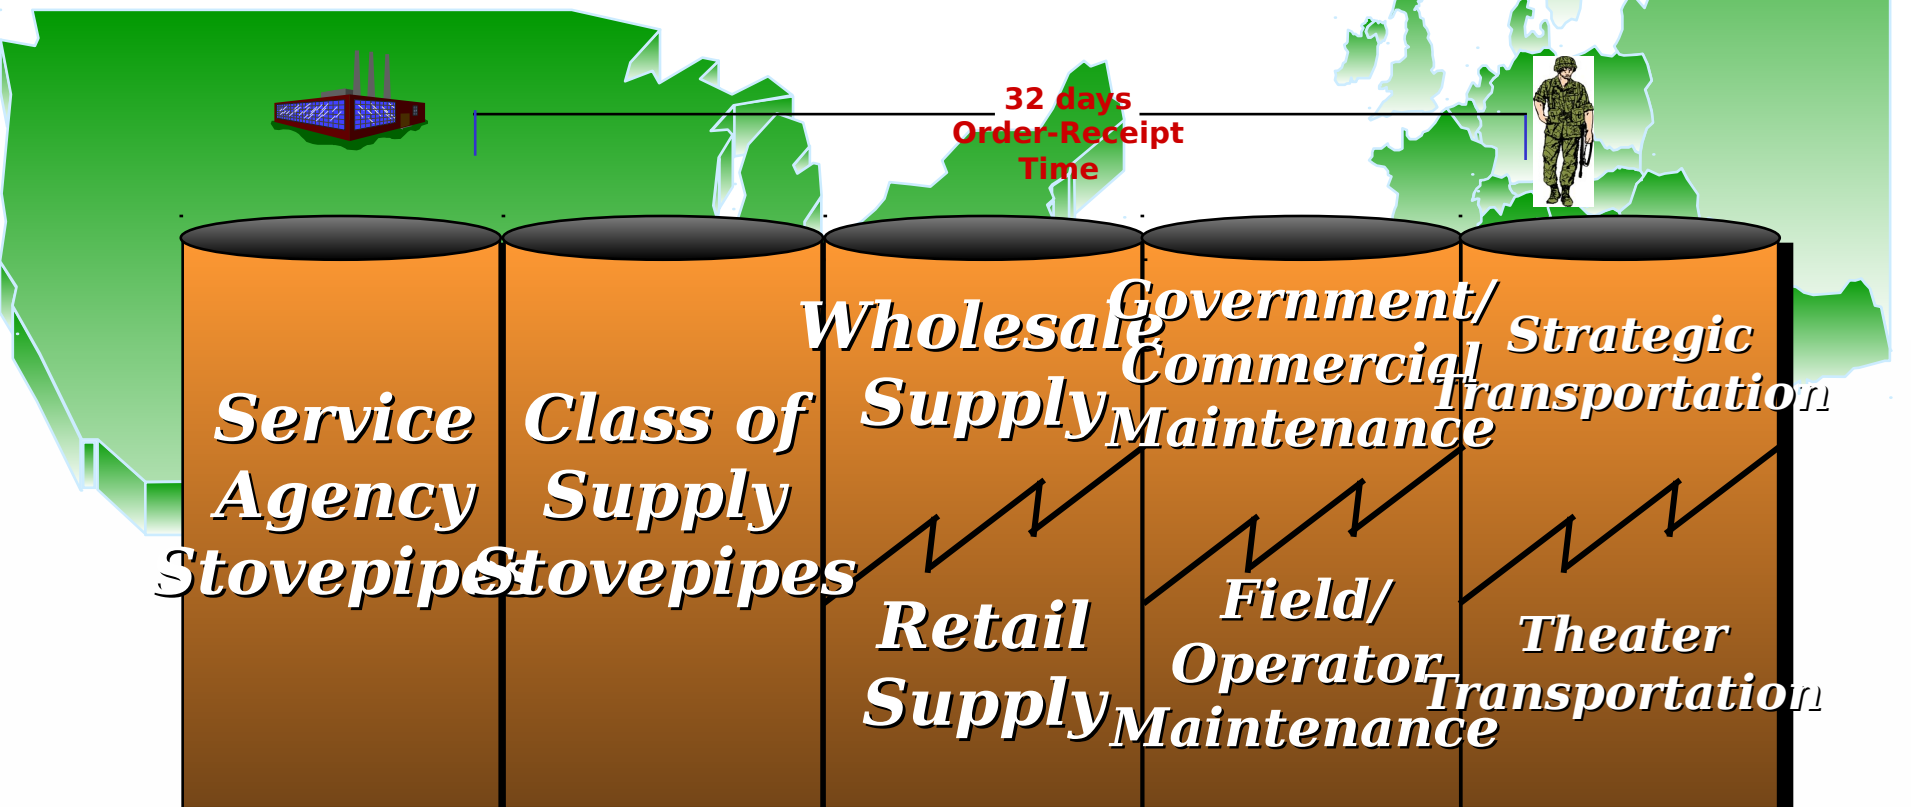 32 days
Order-Receipt
Time
Service
Agency
Stovepipes
Class of
Supply
Stovepipes
Wholesale
Supply
Retail
Supply
Government/
Commercial
Maintenance
Field/
Operator
Maintenance
Strategic
Transportation
Theater
Transportation